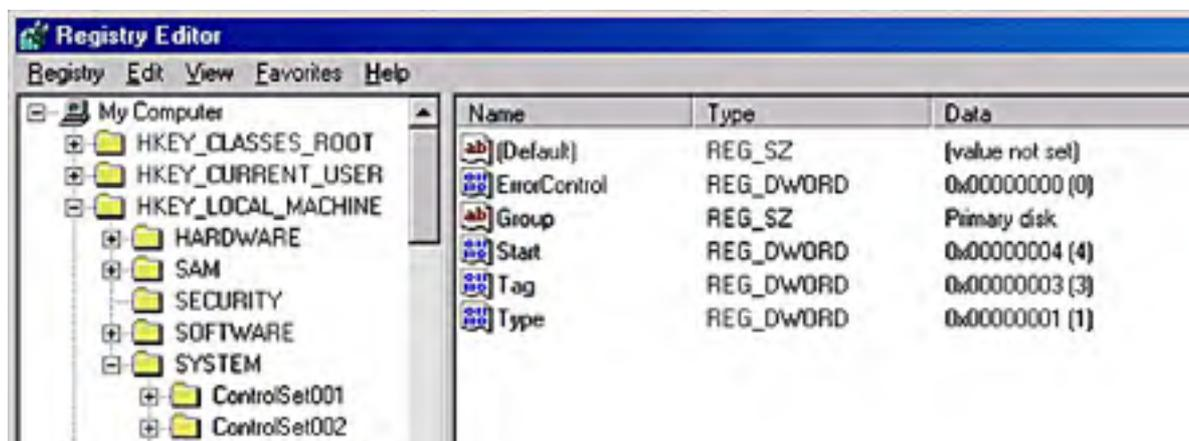 Registry Editor
Registry Edit View Favorites Help
My Computer
HKEY_CLASSES_ROOT
HKEY_CURRENT_USER
HKEY_LOCAL_MACHINE
HARDWARE
SAM
SECURITY
SOFTWARE
SYSTEM
ControlSet001
ControlSet002
Name Type Data
(Default) REG_SZ (value not set)
ErrorControl REG_DWORD 0x00000000 (0)
Group REG_SZ Primary disk
Start REG_DWORD 0x00000004 (4)
Tag REG_DWORD 0x00000003 (3)
Type REG_DWORD 0x00000001 (1)